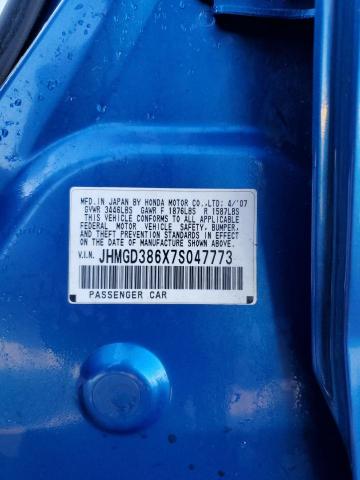 MFD. IN JAPAN BY HONDA MOTOR CO.,LTD: 4/'07
GVWR 3446LBS GAWR F 1876LBS R 1587LBS
THIS VEHICLE CONFORMS TO ALL APPLICABLE
FEDERAL MOTOR VEHICLE SAFETY, BUMPER,
AND THEFT PREVENTION STANDARDS IN EFFECT
ON THE DATE OF MANUFACTURE SHOWN ABOVE.
V.I.N. JHMGD386X7S047773
PASSENGER CAR